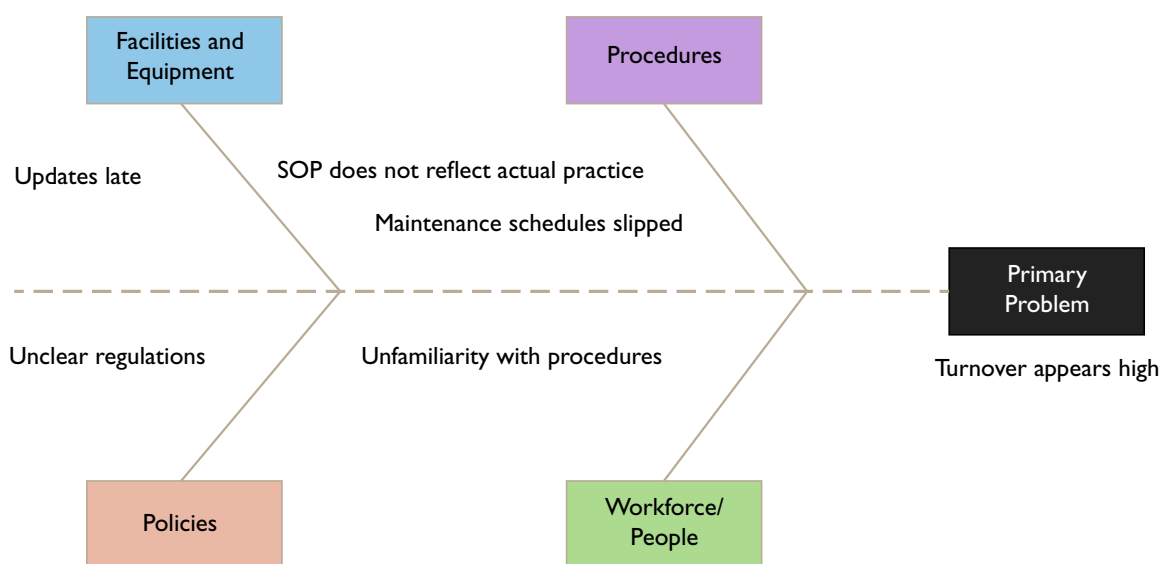 Facilities and
Equipment
Procedures
Updates late
SOP does not reflect actual practice
Maintenance schedules slipped
Primary
Problem
Unclear regulations
Unfamiliarity with procedures
Turnover appears high
Policies
Workforce/
People